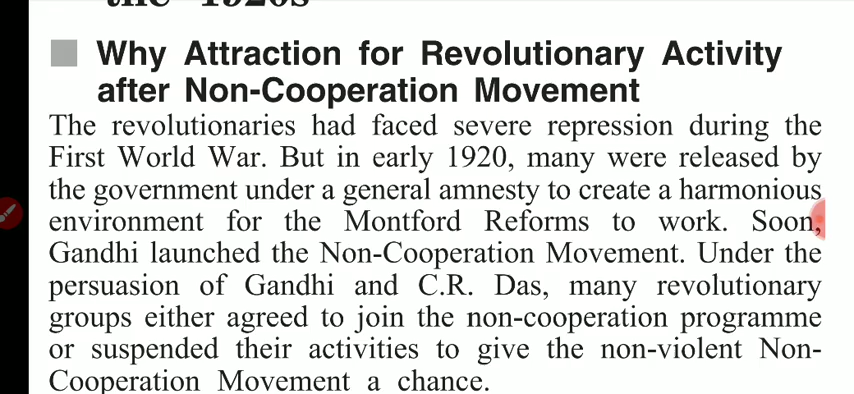 the 1920s
Why Attraction for Revolutionary Activity
after Non-Cooperation Movement
The revolutionaries had faced severe repression during the
First World War. But in early 1920, many were released by
the government under a general amnesty to create a harmonious
environment for the Montford Reforms to work. Soon,
Gandhi launched the Non-Cooperation Movement. Under the
persuasion of Gandhi and C.R. Das, many revolutionary
groups either agreed to join the non-cooperation programme
or suspended their activities to give the non-violent Non-
Cooperation Movement a chance.